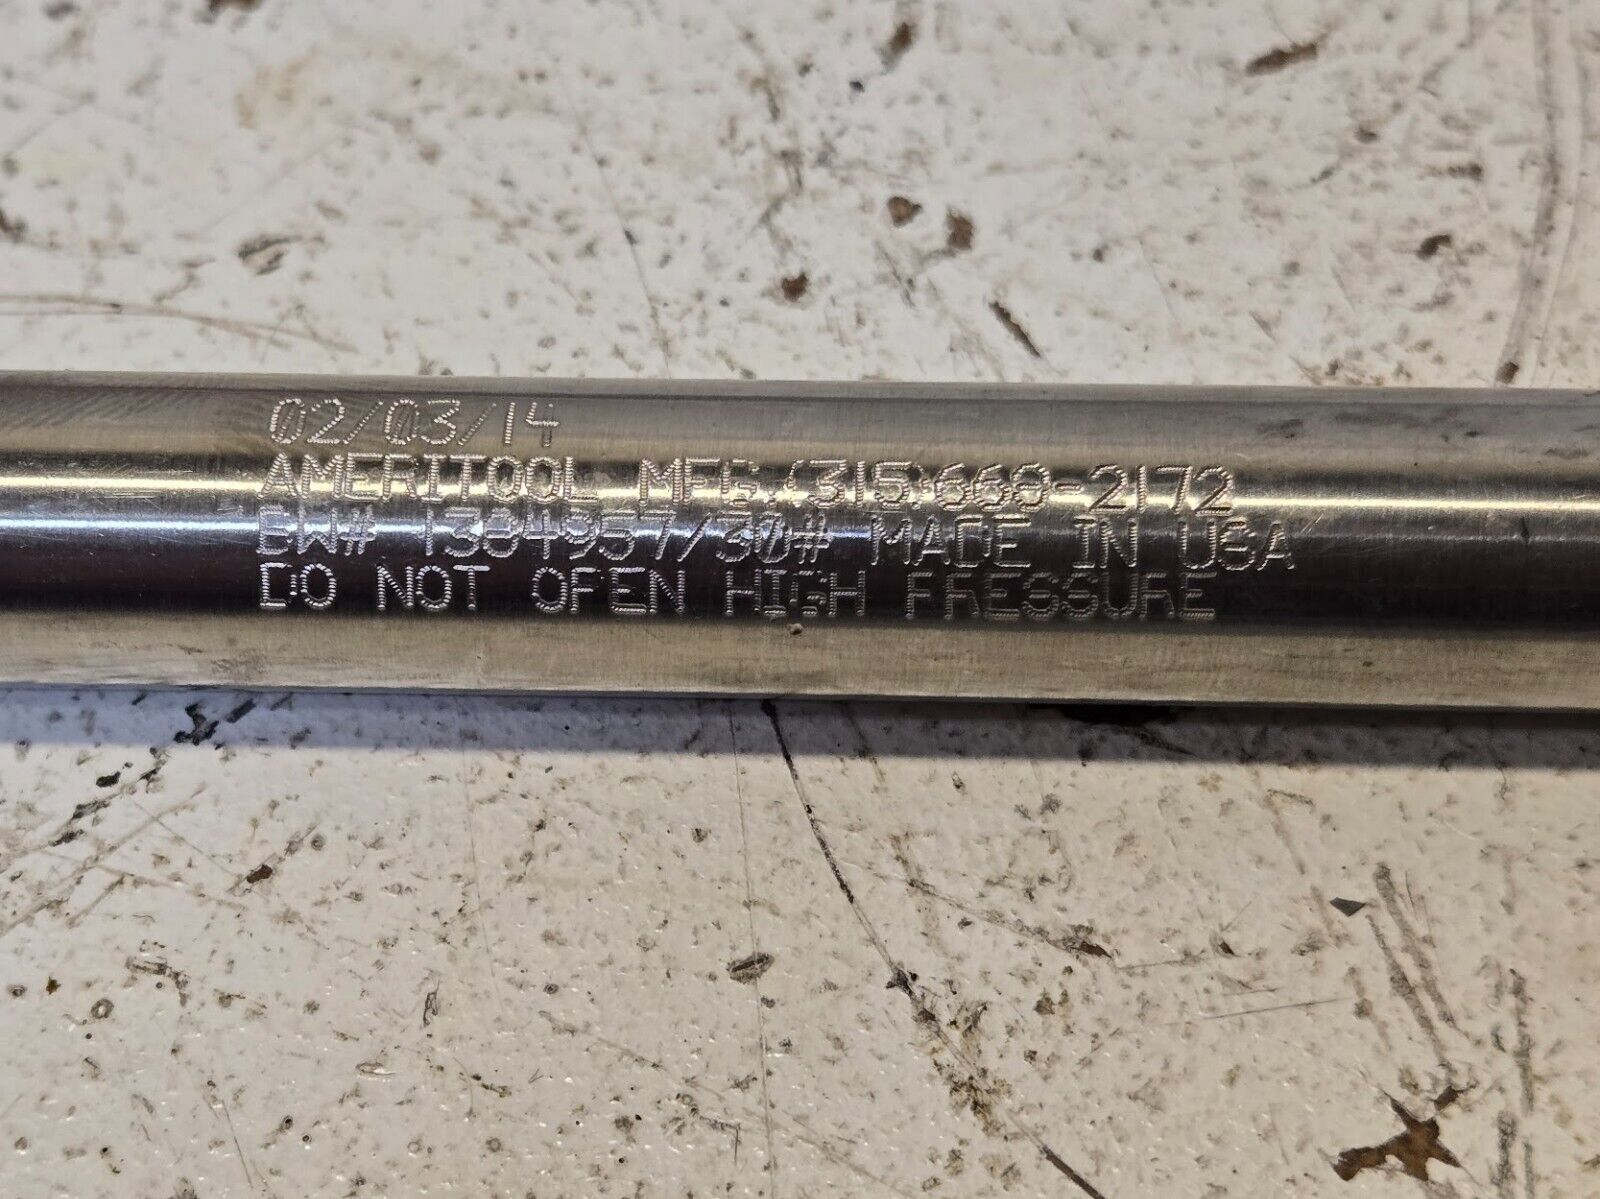 02/03/14
AMERITOOL MFG.(315)668-2172
BW# 1384957/30# MADE IN USA
DO NOT OPEN HIGH PRESSURE